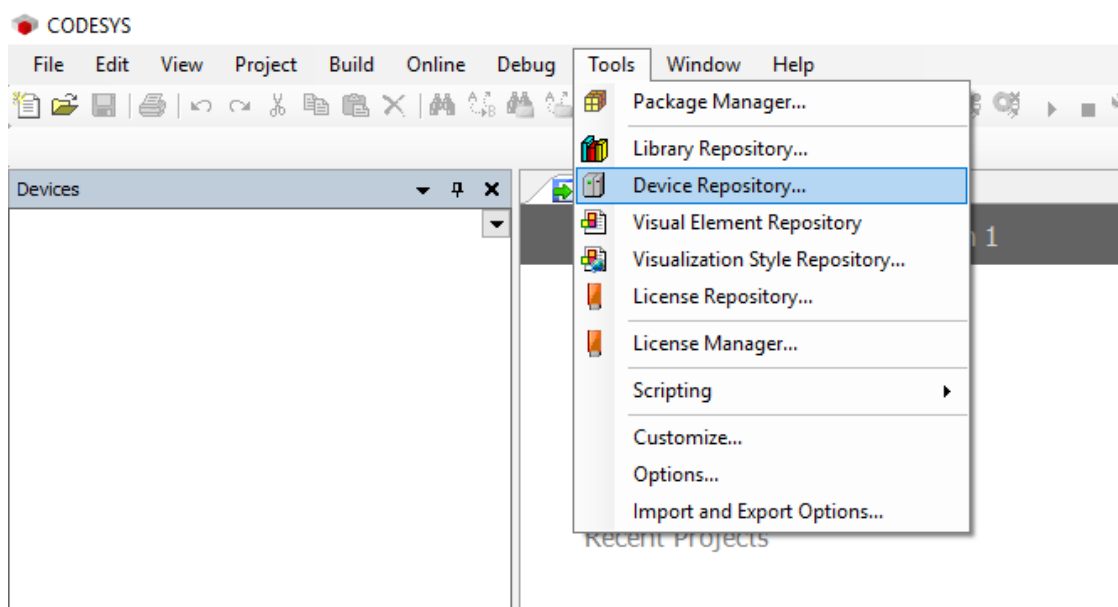 CODESYS
File Edit View Project Build Online Debug Tools Window Help
Package Manager...
Library Repository...
Devices
Device Repository...
Visual Element Repository
1
Visualization Style Repository...
License Repository...
License Manager...
Scripting
Customize...
Options...
Import and Export Options...
Recent Projects